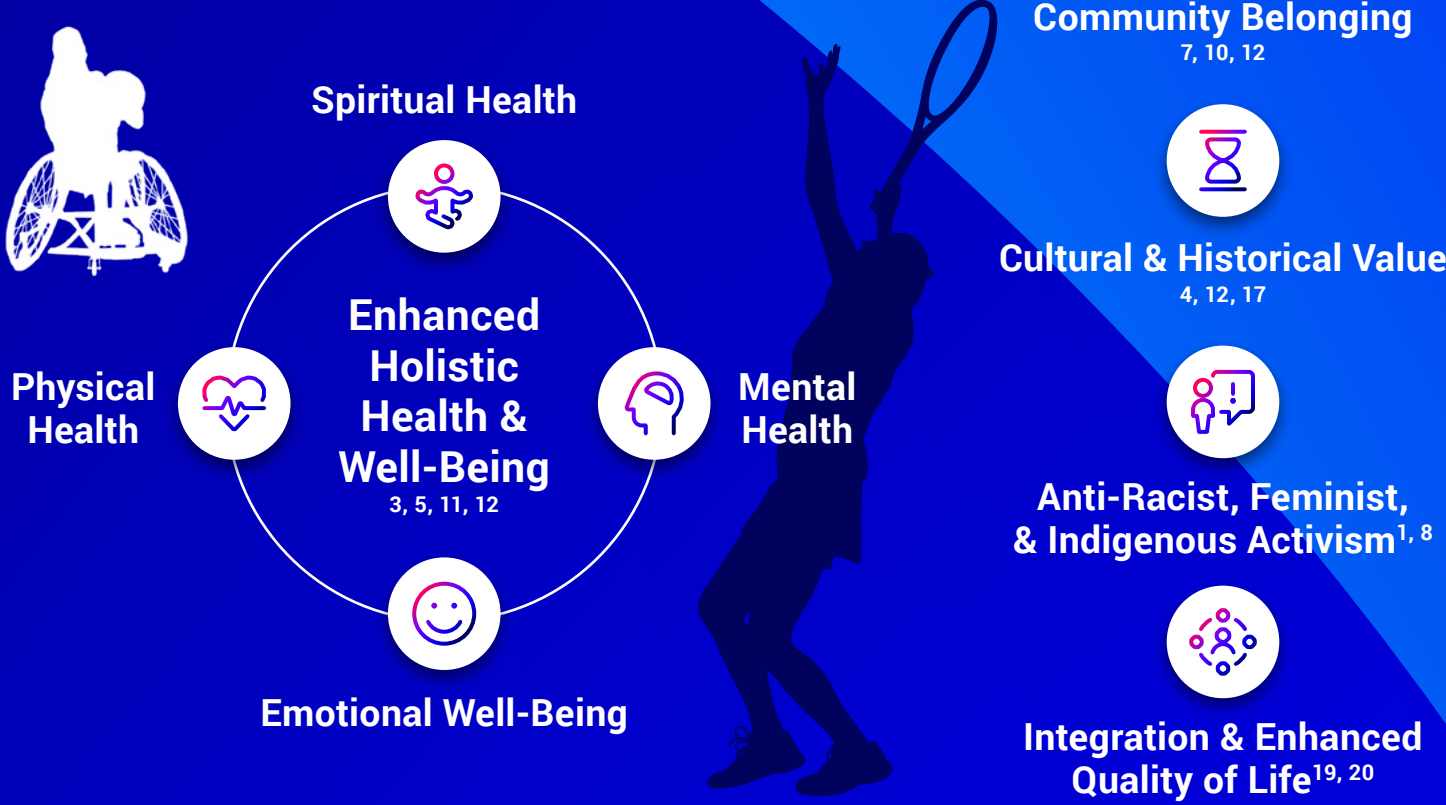 Spiritual Health
Physical
Health
Enhanced
Holistic
Health &
Well-Being
3, 5, 11, 12
Mental
Health
Emotional Well-Being
Community Belonging
7, 10, 12
Cultural & Historical Value
4, 12, 17
Anti-Racist, Feminist,
& Indigenous Activism1, 8
Integration & Enhanced
Quality of Life19, 20